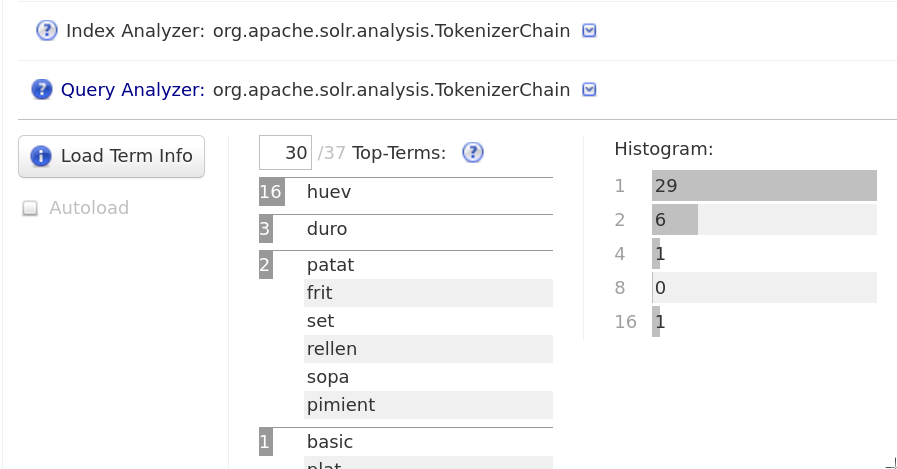 Index Analyzer: org.apache.solr.analysis.TokenizerChain
Query Analyzer: org.apache.solr.analysis.TokenizerChain
Load Term Info
Autoload
30 /37 Top-Terms:
16 huev
3 duro
2 patat
frit
set
rellen
sopa
pimient
1 basic
plat
Histogram:
1 29
2 6
4 1
8 0
16 1